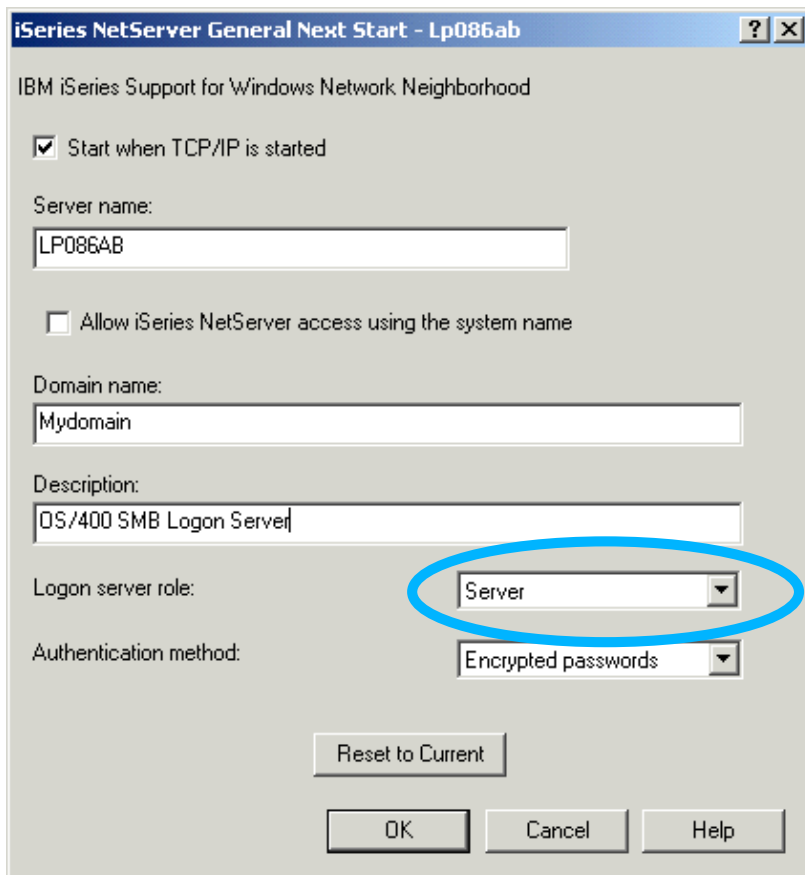 iSeries NetServer General Next Start - Lp086ab
IBM iSeries Support for Windows Network Neighborhood
Start when TCP/IP is started
Server name:
LP086AB
Allow iSeries NetServer access using the system name
Domain name:
Mydomain
Description:
OS/400 SMB Logon Server
Logon server role:
Server
Authentication method:
Encrypted passwords
Reset to Current
OK
Cancel
Help